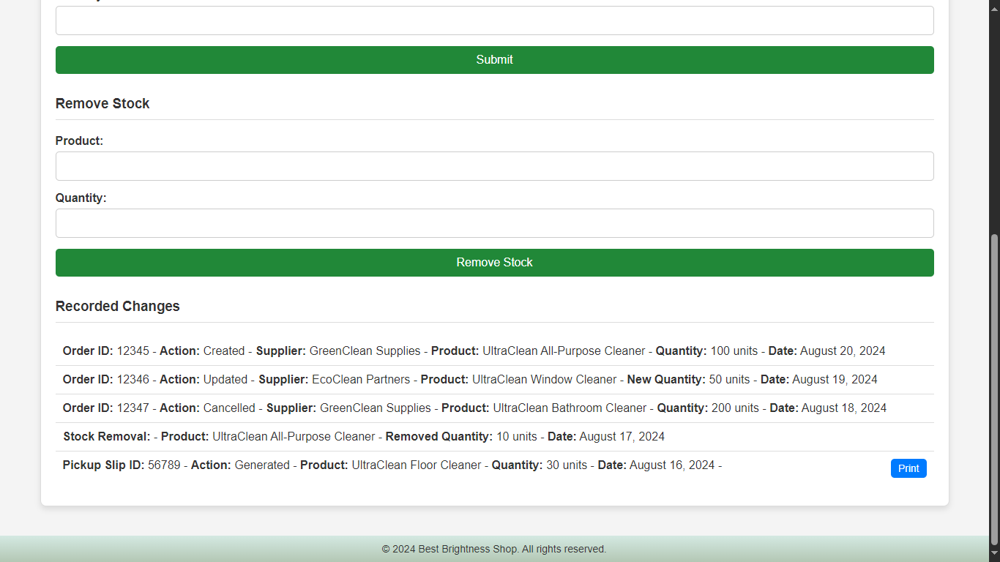 Submit
Remove Stock
Product:
Quantity:
Remove Stock
Recorded Changes
Order ID: 12345 - Action: Created - Supplier: GreenClean Supplies - Product: UltraClean All-Purpose Cleaner - Quantity: 100 units - Date: August 20, 2024
Order ID: 12346 - Action: Updated - Supplier: EcoClean Partners - Product: UltraClean Window Cleaner - New Quantity: 50 units - Date: August 19, 2024
Order ID: 12347 - Action: Cancelled - Supplier: GreenClean Supplies - Product: UltraClean Bathroom Cleaner - Quantity: 200 units - Date: August 18, 2024
Stock Removal: - Product: UltraClean All-Purpose Cleaner - Removed Quantity: 10 units - Date: August 17, 2024
Pickup Slip ID: 56789 - Action: Generated - Product: UltraClean Floor Cleaner - Quantity: 30 units - Date: August 16, 2024 -
Print
© 2024 Best Brightness Shop. All rights reserved.